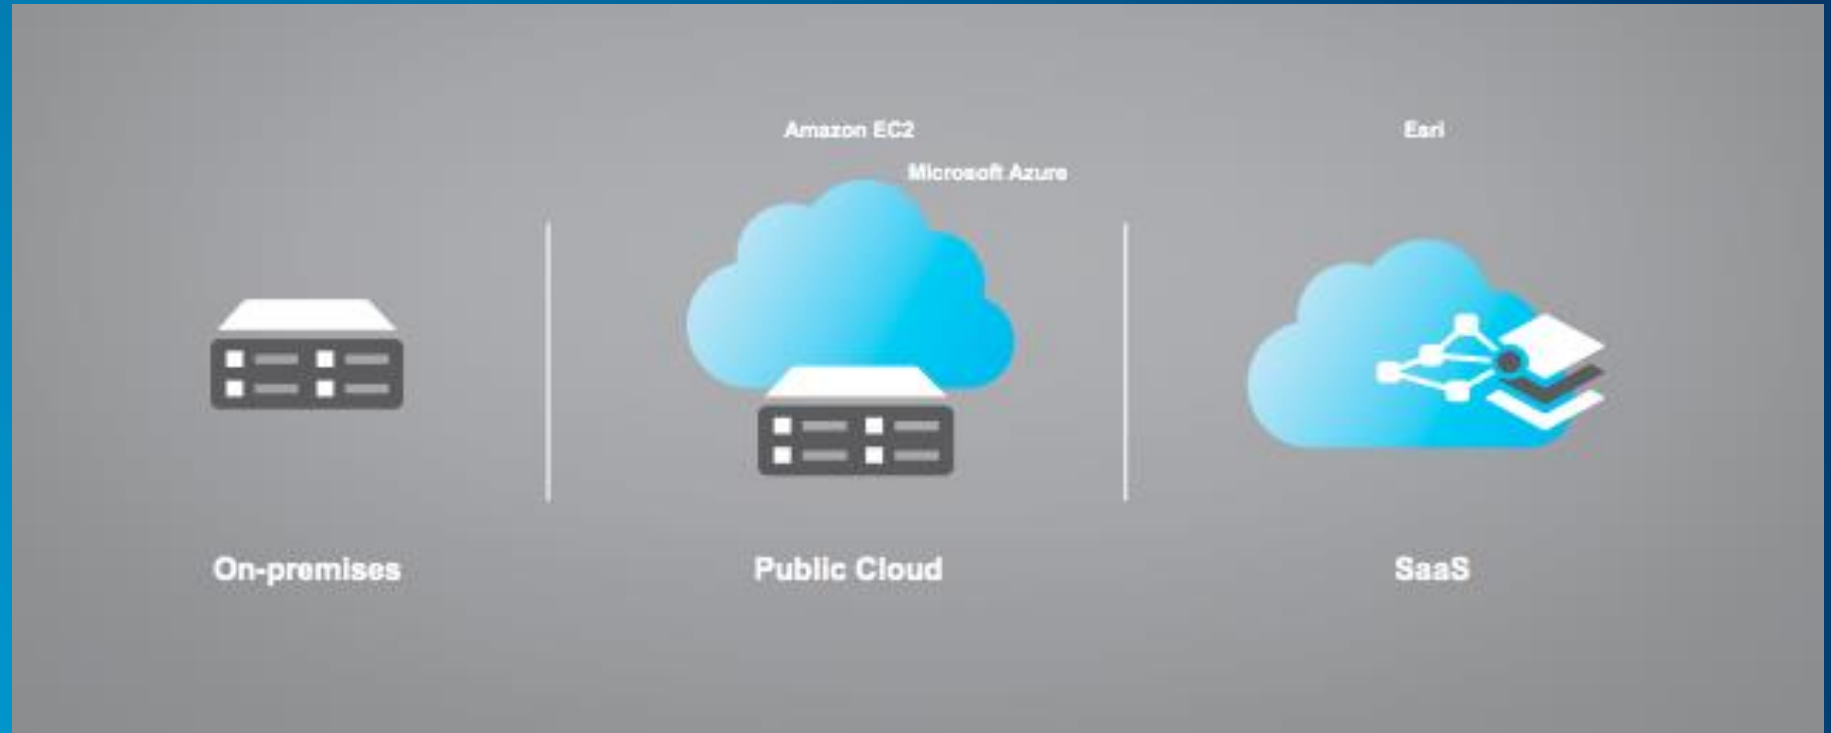 Amazon EC2
Esri
Microsoft Azure
On-premises
Public Cloud
SaaS